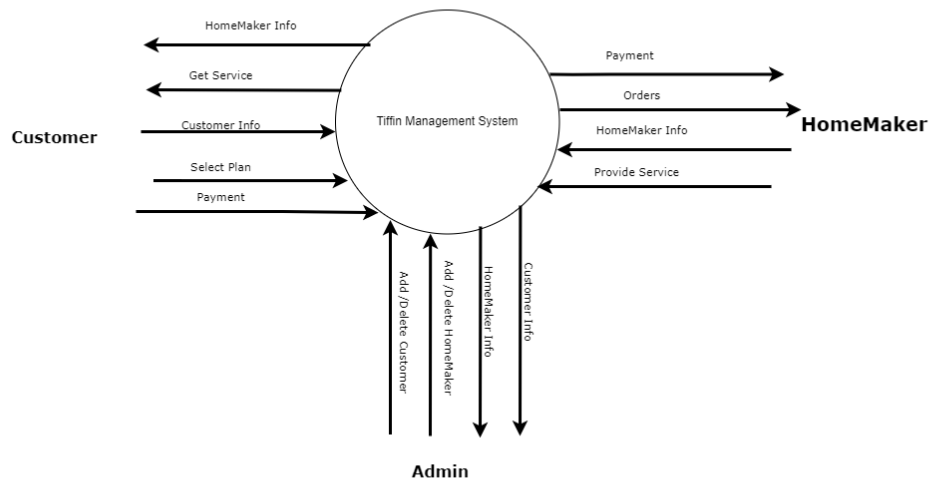 HomeMaker Info
Get Service
Customer Info
Customer
Select Plan
Payment
Tiffin Management System
Payment
Orders
HomeMaker Info
HomeMaker
Provide Service
Add /Delete Customer
Add /Delete HomeMaker
HomeMaker Info
Customer Info
Admin